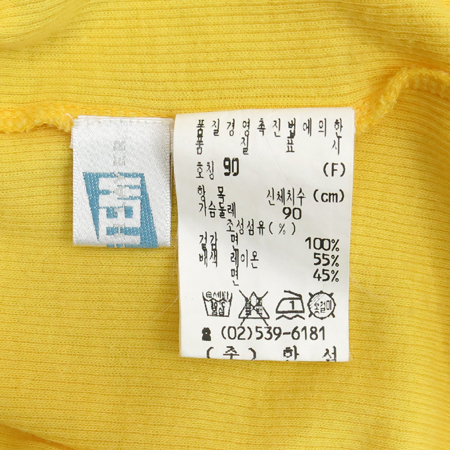 품질경영촉진법에의한
품 질 표 시
호칭 90 (F)
항 목 신체치수 (cm)
가슴둘레 90
조성섬유(%)
겉감 면 100%
배색 레이온 55%
면 45%
☎ (02)539-6181
(주) 한 섬